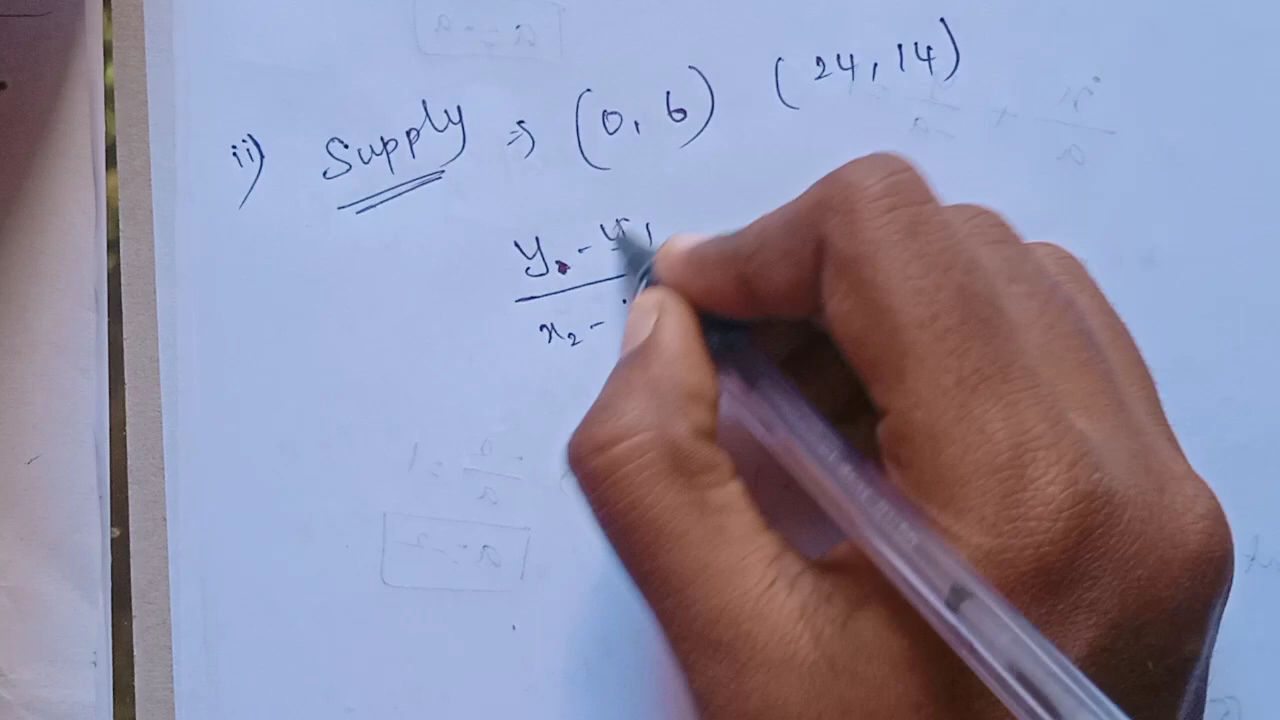 ii) Supply ⇒ (0, 6) (24, 14)
y2 - y1
x2 -